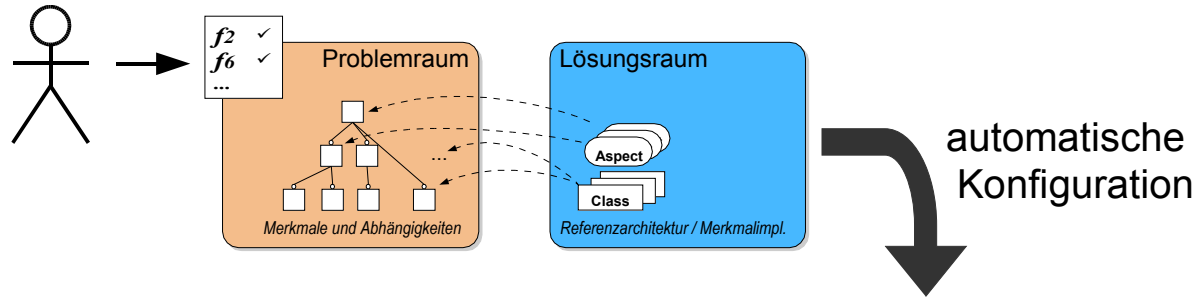 f2 ✓
f6 ✓
...
Problemraum
...
Merkmale und Abhängigkeiten
Lösungsraum
Aspect
Class
Referenzarchitektur / Merkmalimpl.
automatische
Konfiguration